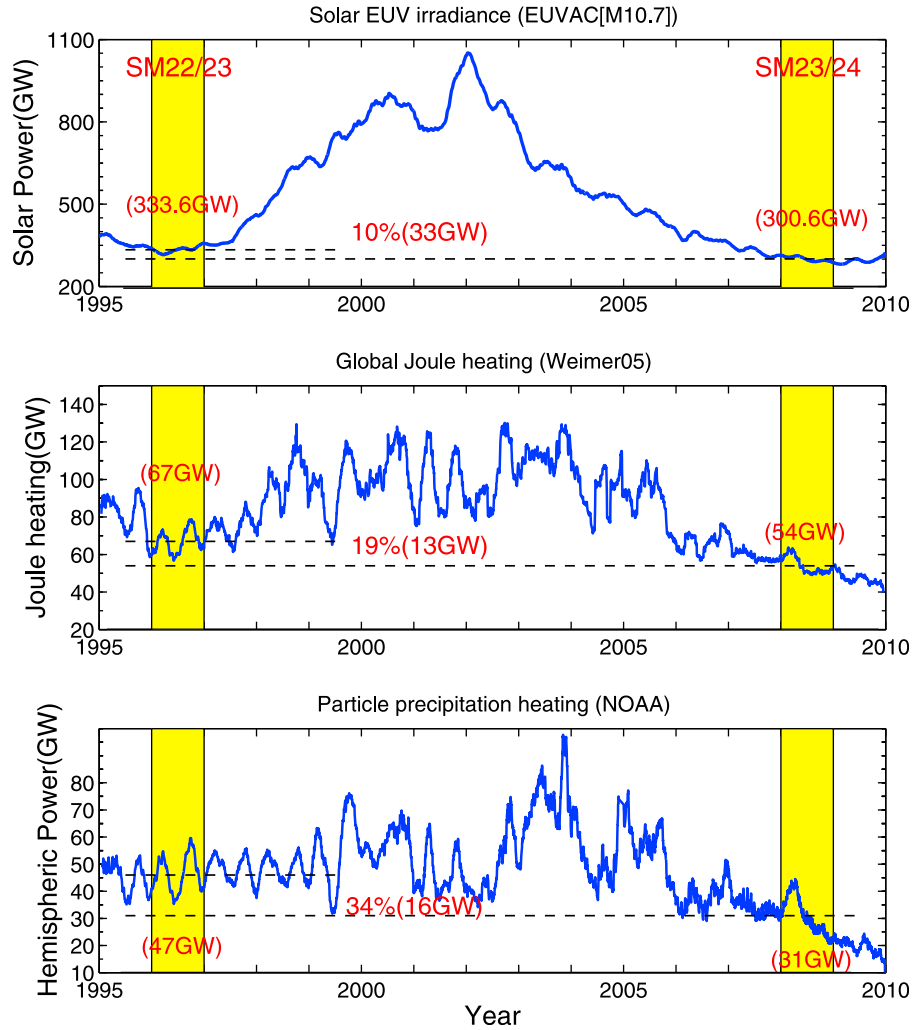 Solar EUV irradiance (EUVAC[M10.7])
Solar Power(GW)
1100
800
500
200
SM22/23
SM23/24
(333.6GW)
(300.6GW)
10%(33GW)
1995 2000 2005 2010
Global Joule heating (Weimer05)
Joule heating(GW)
140
120
100
80
60
40
20
(67GW)
(54GW)
19%(13GW)
1995 2000 2005 2010
Particle precipitation heating (NOAA)
Hemispheric Power(GW)
80
70
60
50
40
30
20
10
34%(16GW)
(47GW)
(31GW)
1995 2000 2005 2010
Year